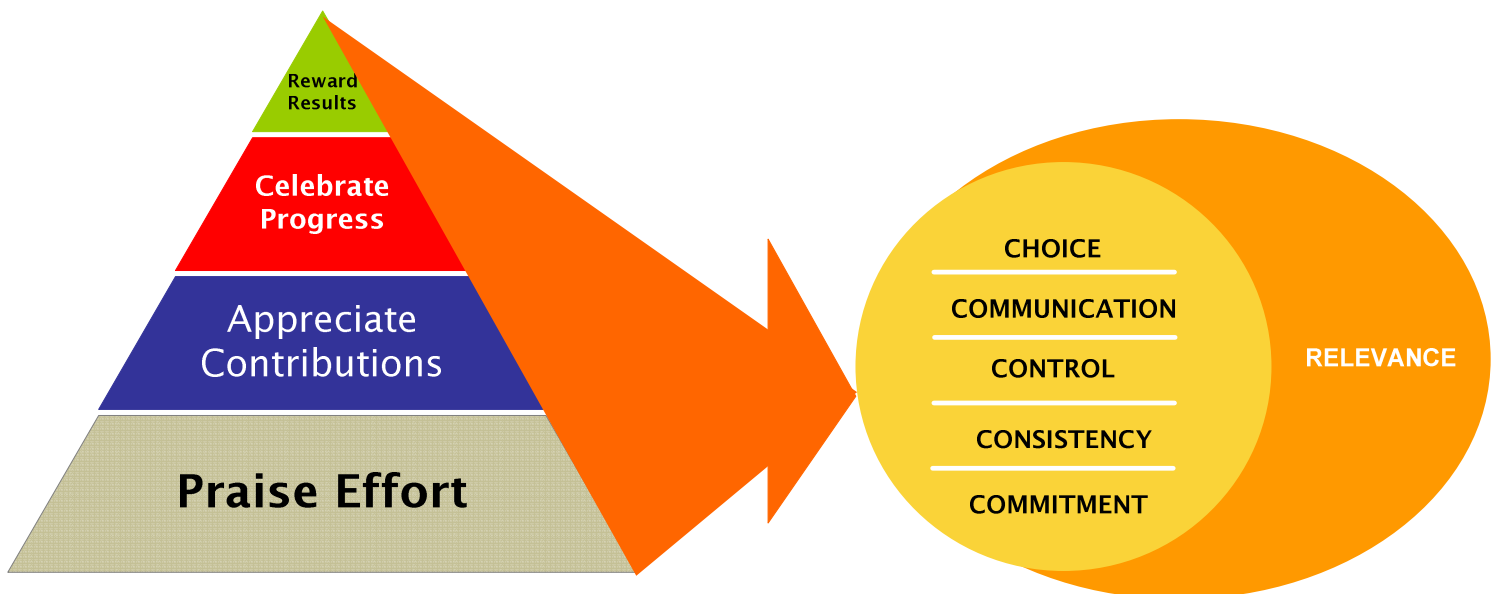 Reward
Results
Celebrate
Progress
Appreciate
Contributions
Praise Effort
CHOICE
COMMUNICATION
CONTROL
CONSISTENCY
COMMITMENT
RELEVANCE